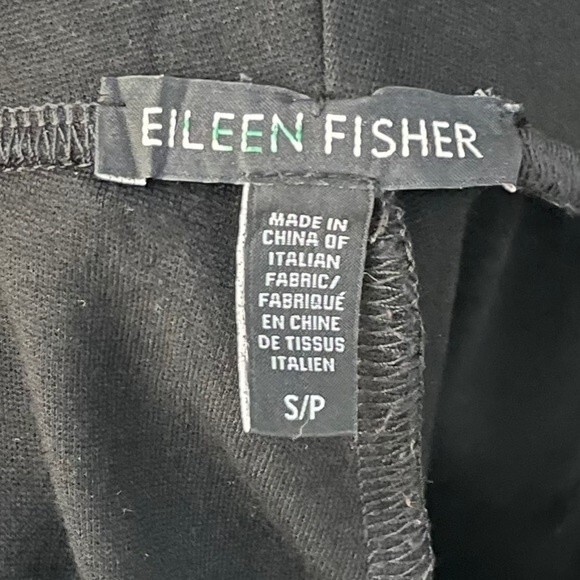 EILEEN FISHER
MADE IN
CHINA OF
ITALIAN
FABRIC/
FABRIQUÉ
EN CHINE
DE TISSUS
ITALIEN
S/P